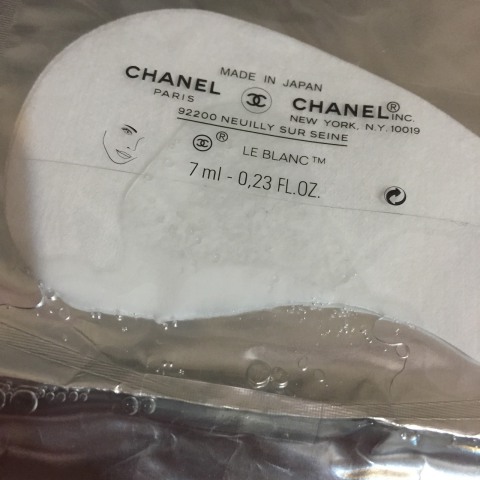 MADE IN JAPAN
CHANEL
PARIS
CHANEL® INC.
NEW YORK, N.Y. 10019
92200 NEUILLY SUR SEINE
®
LE BLANC™
7 ml - 0,23 FL.OZ.